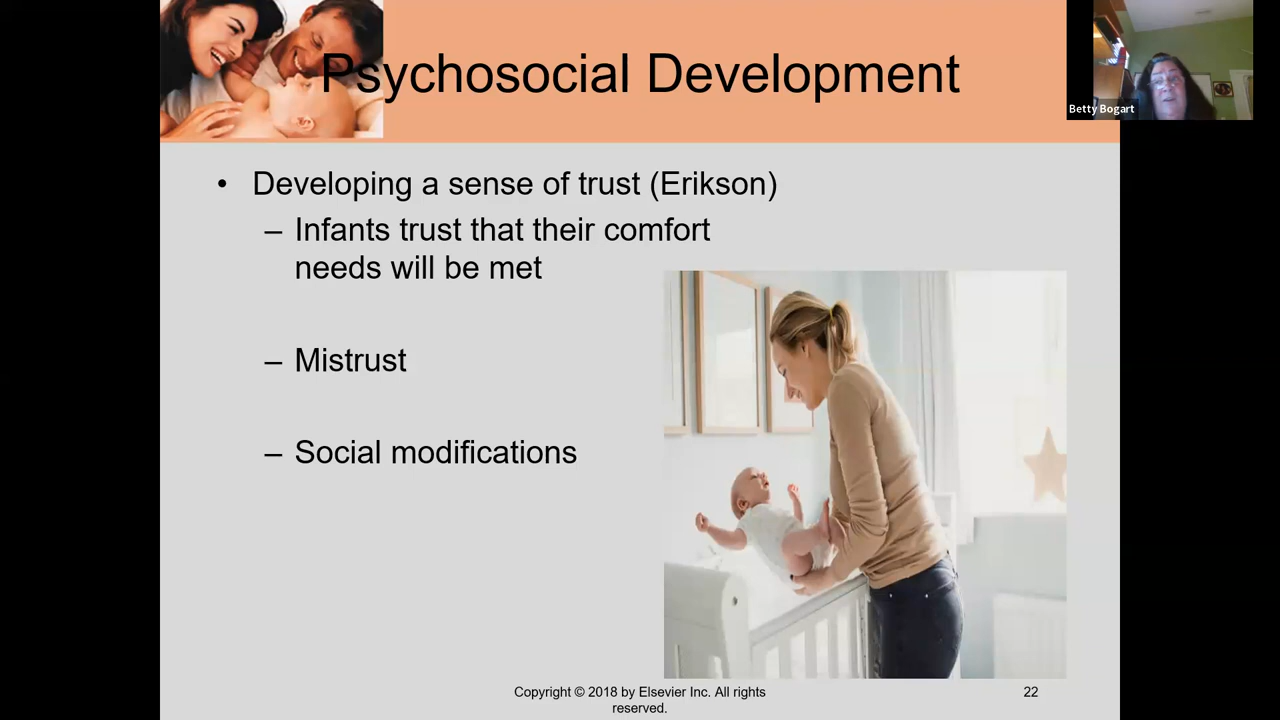 Psychosocial Development
Betty Bogart
• Developing a sense of trust (Erikson)
– Infants trust that their comfort
needs will be met
– Mistrust
– Social modifications
Copyright © 2018 by Elsevier Inc. All rights
reserved.
22